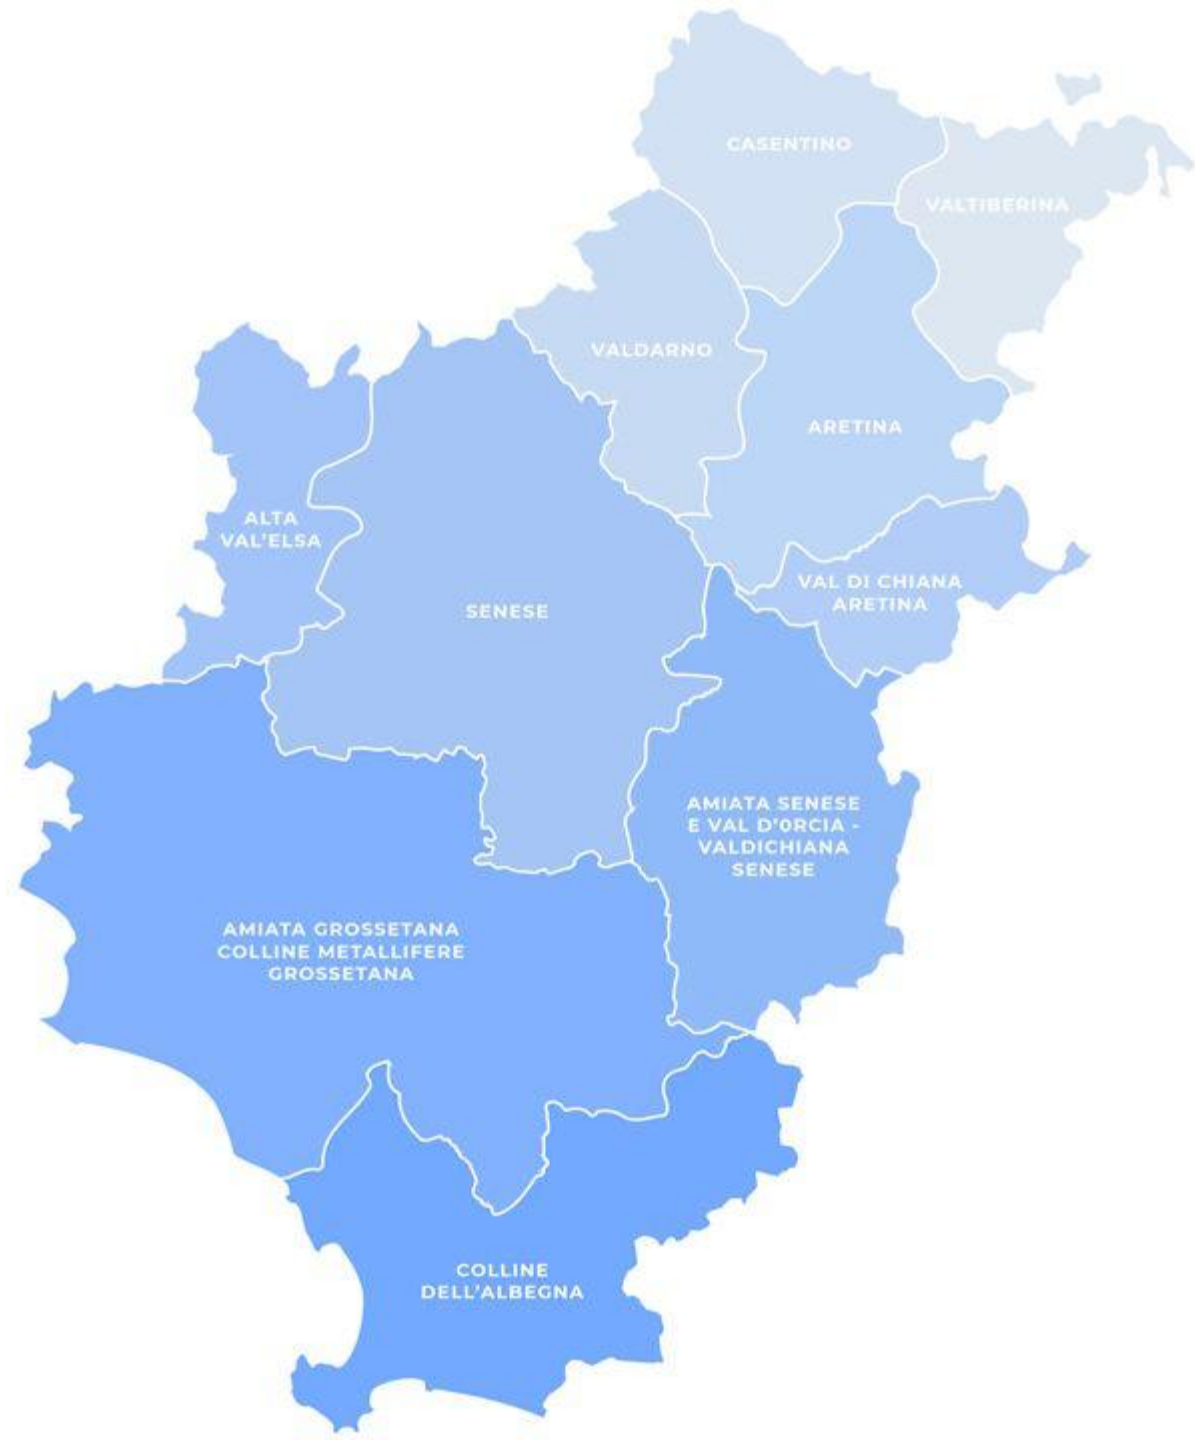 CASENTINO
VALTIBERINA
VALDARNO
ARETINA
ALTA
VAL'ELSA
VAL DI CHIANA
ARETINA
SENESE
AMIATA SENESE
E VAL D'0RCIA -
VALDICHIANA
SENESE
AMIATA GROSSETANA
COLLINE METALLIFERE
GROSSETANA
COLLINE
DELL'ALBEGNA